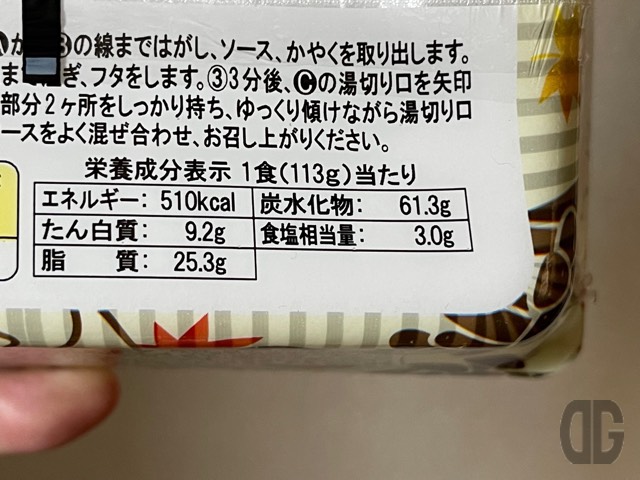 Ⓐか Ⓑの線まではがし、ソース、かやくを取り出します。
ま ぎ、フタをします。③3分後、Ⓒの湯切り口を矢印
部分2ヶ所をしっかり持ち、ゆっくり傾けながら湯切り口
ースをよく混ぜ合わせ、お召し上がりください。
栄養成分表示 1食(113g)当たり
エネルギー: 510kcal 炭水化物: 61.3g
たん白質: 9.2g 食塩相当量: 3.0g
脂 質: 25.3g
DG